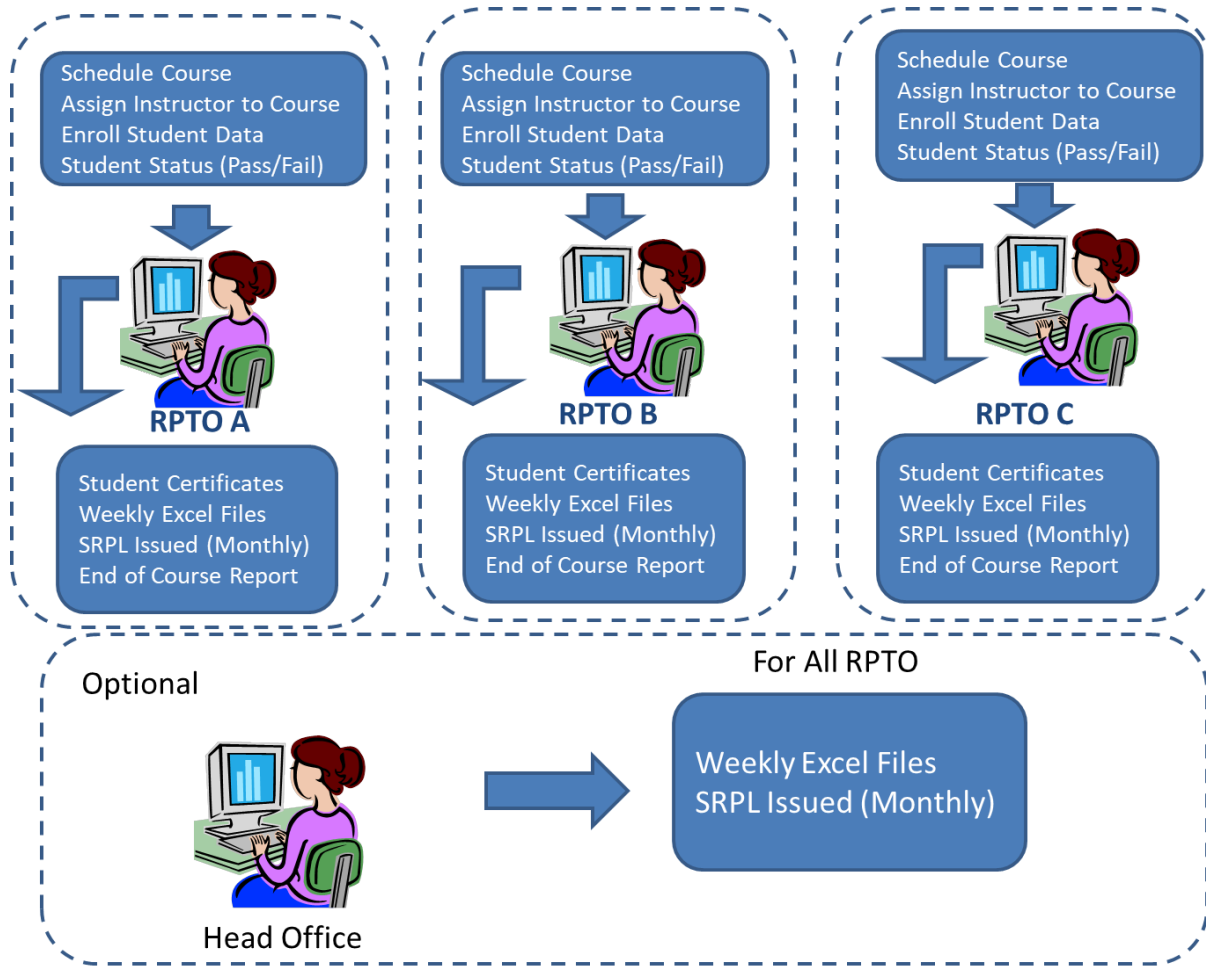 Schedule Course
Assign Instructor to Course
Enroll Student Data
Student Status (Pass/Fail)
RPTO A
Student Certificates
Weekly Excel Files
SRPL Issued (Monthly)
End of Course Report
Schedule Course
Assign Instructor to Course
Enroll Student Data
Student Status (Pass/Fail)
RPTO B
Student Certificates
Weekly Excel Files
SRPL Issued (Monthly)
End of Course Report
Schedule Course
Assign Instructor to Course
Enroll Student Data
Student Status (Pass/Fail)
RPTO C
Student Certificates
Weekly Excel Files
SRPL Issued (Monthly)
End of Course Report
Optional
Head Office
For All RPTO
Weekly Excel Files
SRPL Issued (Monthly)